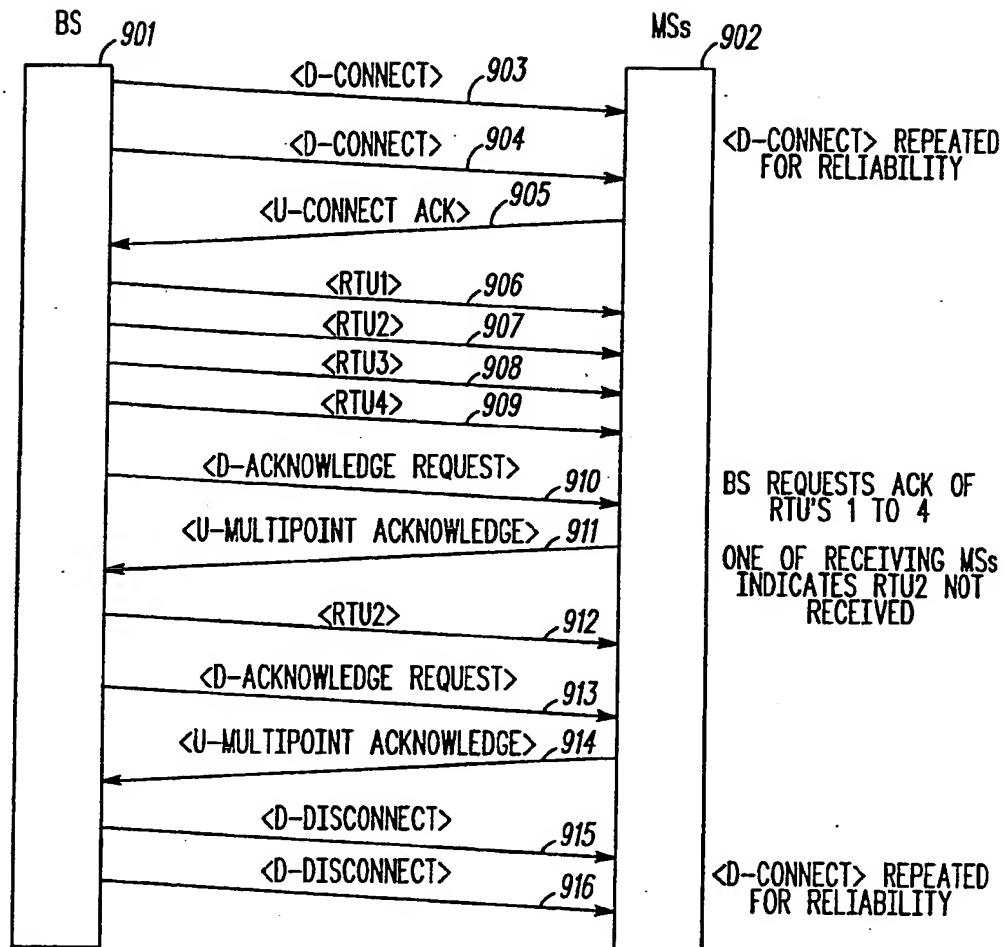 BS
901
MSs
902
<D-CONNECT>
903
<D-CONNECT>
904
<D-CONNECT> REPEATED
FOR RELIABILITY
<U-CONNECT ACK>
905
<RTU1>
906
<RTU2>
907
<RTU3>
908
<RTU4>
909
<D-ACKNOWLEDGE REQUEST>
910
BS REQUESTS ACK OF
RTU'S 1 TO 4
<U-MULTIPOINT ACKNOWLEDGE>
911
ONE OF RECEIVING MSs
INDICATES RTU2 NOT
RECEIVED
<RTU2>
912
<D-ACKNOWLEDGE REQUEST>
913
<U-MULTIPOINT ACKNOWLEDGE>
914
<D-DISCONNECT>
915
<D-DISCONNECT>
916
<D-CONNECT> REPEATED
FOR RELIABILITY